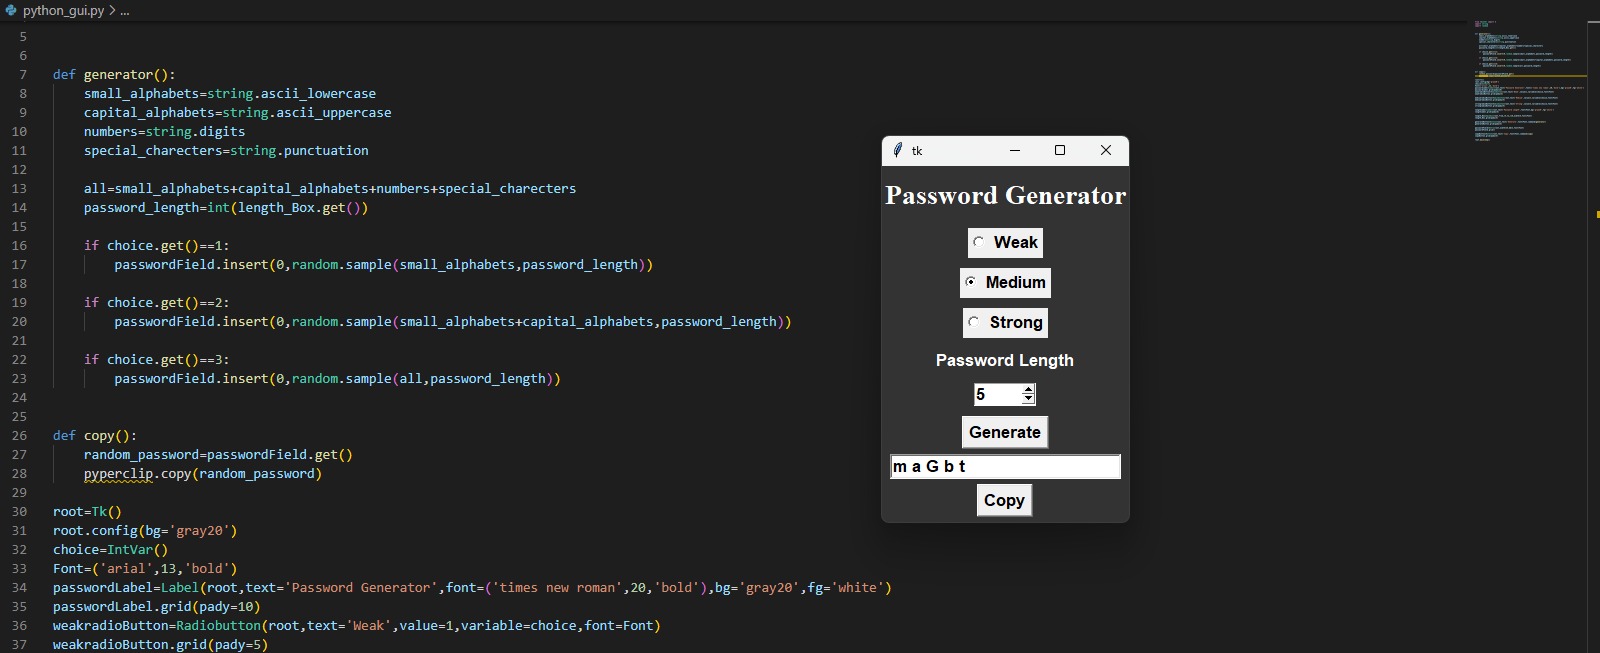 python_gui.py > ...
5
6
7 def generator():
8 small_alphabets=string.ascii_lowercase
9 capital_alphabets=string.ascii_uppercase
10 numbers=string.digits
11 special_charecters=string.punctuation
12
13 all=small_alphabets+capital_alphabets+numbers+special_charecters
14 password_length=int(length_Box.get())
15
16 if choice.get()==1:
17 passwordField.insert(0,random.sample(small_alphabets,password_length))
18
19 if choice.get()==2:
20 passwordField.insert(0,random.sample(small_alphabets+capital_alphabets,password_length))
21
22 if choice.get()==3:
23 passwordField.insert(0,random.sample(all,password_length))
24
25
26 def copy():
27 random_password=passwordField.get()
28 pyperclip.copy(random_password)
29
30 root=Tk()
31 root.config(bg='gray20')
32 choice=IntVar()
33 Font=('arial',13,'bold')
34 passwordLabel=Label(root,text='Password Generator',font=('times new roman',20,'bold'),bg='gray20',fg='white')
35 passwordLabel.grid(pady=10)
36 weakradioButton=Radiobutton(root,text='Weak',value=1,variable=choice,font=Font)
37 weakradioButton.grid(pady=5)
tk
Password Generator
Weak
Medium
Strong
Password Length
5
Generate
m a G b t
Copy